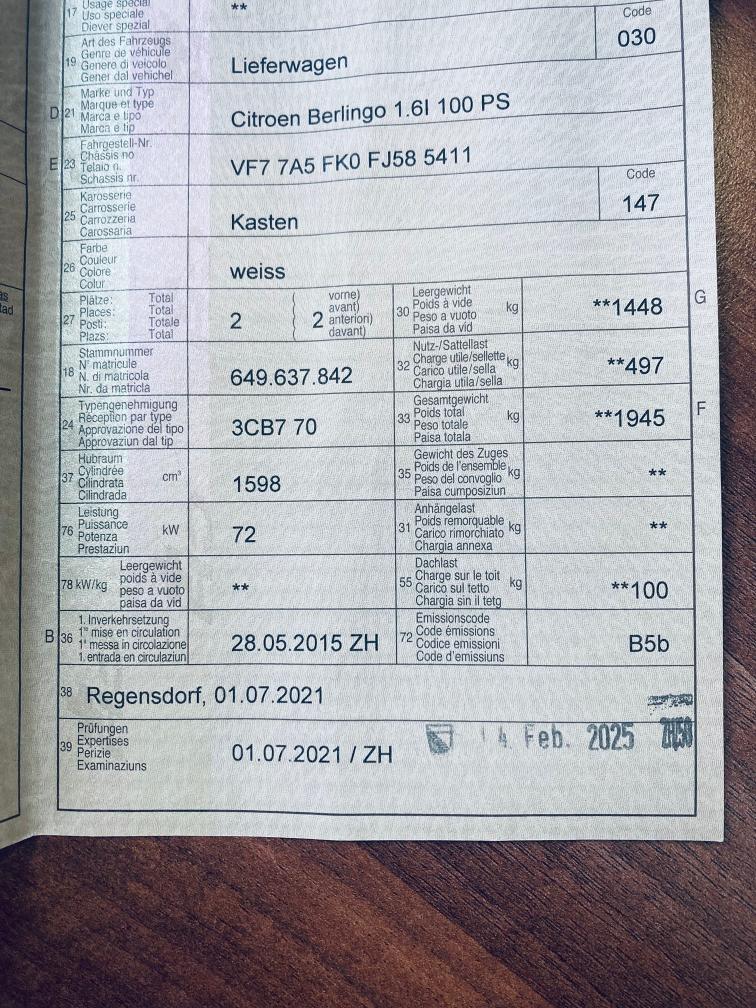 17 Usage spécial
Uso speciale
Diever spezial
**
19 Art des Fahrzeugs
Genre de véhicule
Genere di veicolo
Gener dal vehichel
Lieferwagen
Code
030
D 21 Marke und Typ
Marque et type
Marca e tipo
Marca e tip
Citroen Berlingo 1.6I 100 PS
E 23 Fahrgestell-Nr.
Châssis no
Telaio n.
Schassis nr.
VF7 7A5 FK0 FJ58 5411
25 Karosserie
Carrosserie
Carrozzeria
Carossaria
Kasten
Code
147
26 Farbe
Couleur
Colore
Colur
weiss
27 Plätze: Total
Places: Total
Posti: Totale
Plazs: Total
2
2
vorne)
avant)
anteriori)
davant)
30 Leergewicht
Poids à vide
Peso a vuoto
Paisa da vid
kg
**1448
G
18 Stammnummer
N° matricule
N. di matricola
Nr. da matricla
649.637.842
32 Nutz-/Sattellast
Charge utile/sellette
Carico utile/sella
Chargia utila/sella
kg
**497
24 Typengenehmigung
Réception par type
Approvazione del tipo
Approvaziun dal tip
3CB7 70
33 Gesamtgewicht
Poids total
Peso totale
Paisa totala
kg
**1945
F
37 Hubraum
Cylindrée
Cilindrata
Cilindrada
cm³
1598
35 Gewicht des Zuges
Poids de l'ensemble
Peso del convoglio
Paisa cumposiziun
kg
**
76 Leistung
Puissance
Potenza
Prestaziun
kW
72
31 Anhängelast
Poids remorquable
Carico rimorchiato
Chargia annexa
kg
**
78 kW/kg
Leergewicht
poids à vide
peso a vuoto
paisa da vid
**
55 Dachlast
Charge sur le toit
Carico sul tetto
Chargia sin il tetg
kg
**100
B 36 1. Inverkehrsetzung
1re mise en circulation
1a messa in circolazione
1. entrada en circulaziun
28.05.2015 ZH
72 Emissionscode
Code émissions
Codice emissioni
Code d'emissiuns
B5b
38 Regensdorf, 01.07.2021
39 Prüfungen
Expertises
Perizie
Examinaziuns
01.07.2021 / ZH
14. Feb. 2025